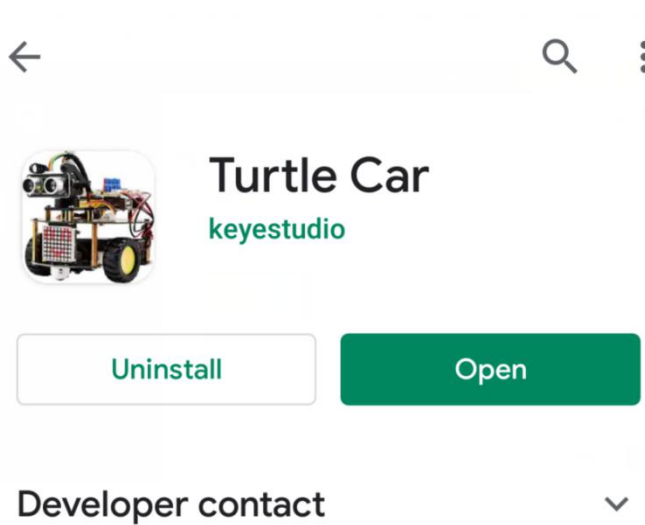 Turtle Car
keyestudio
Uninstall
Open
Developer contact